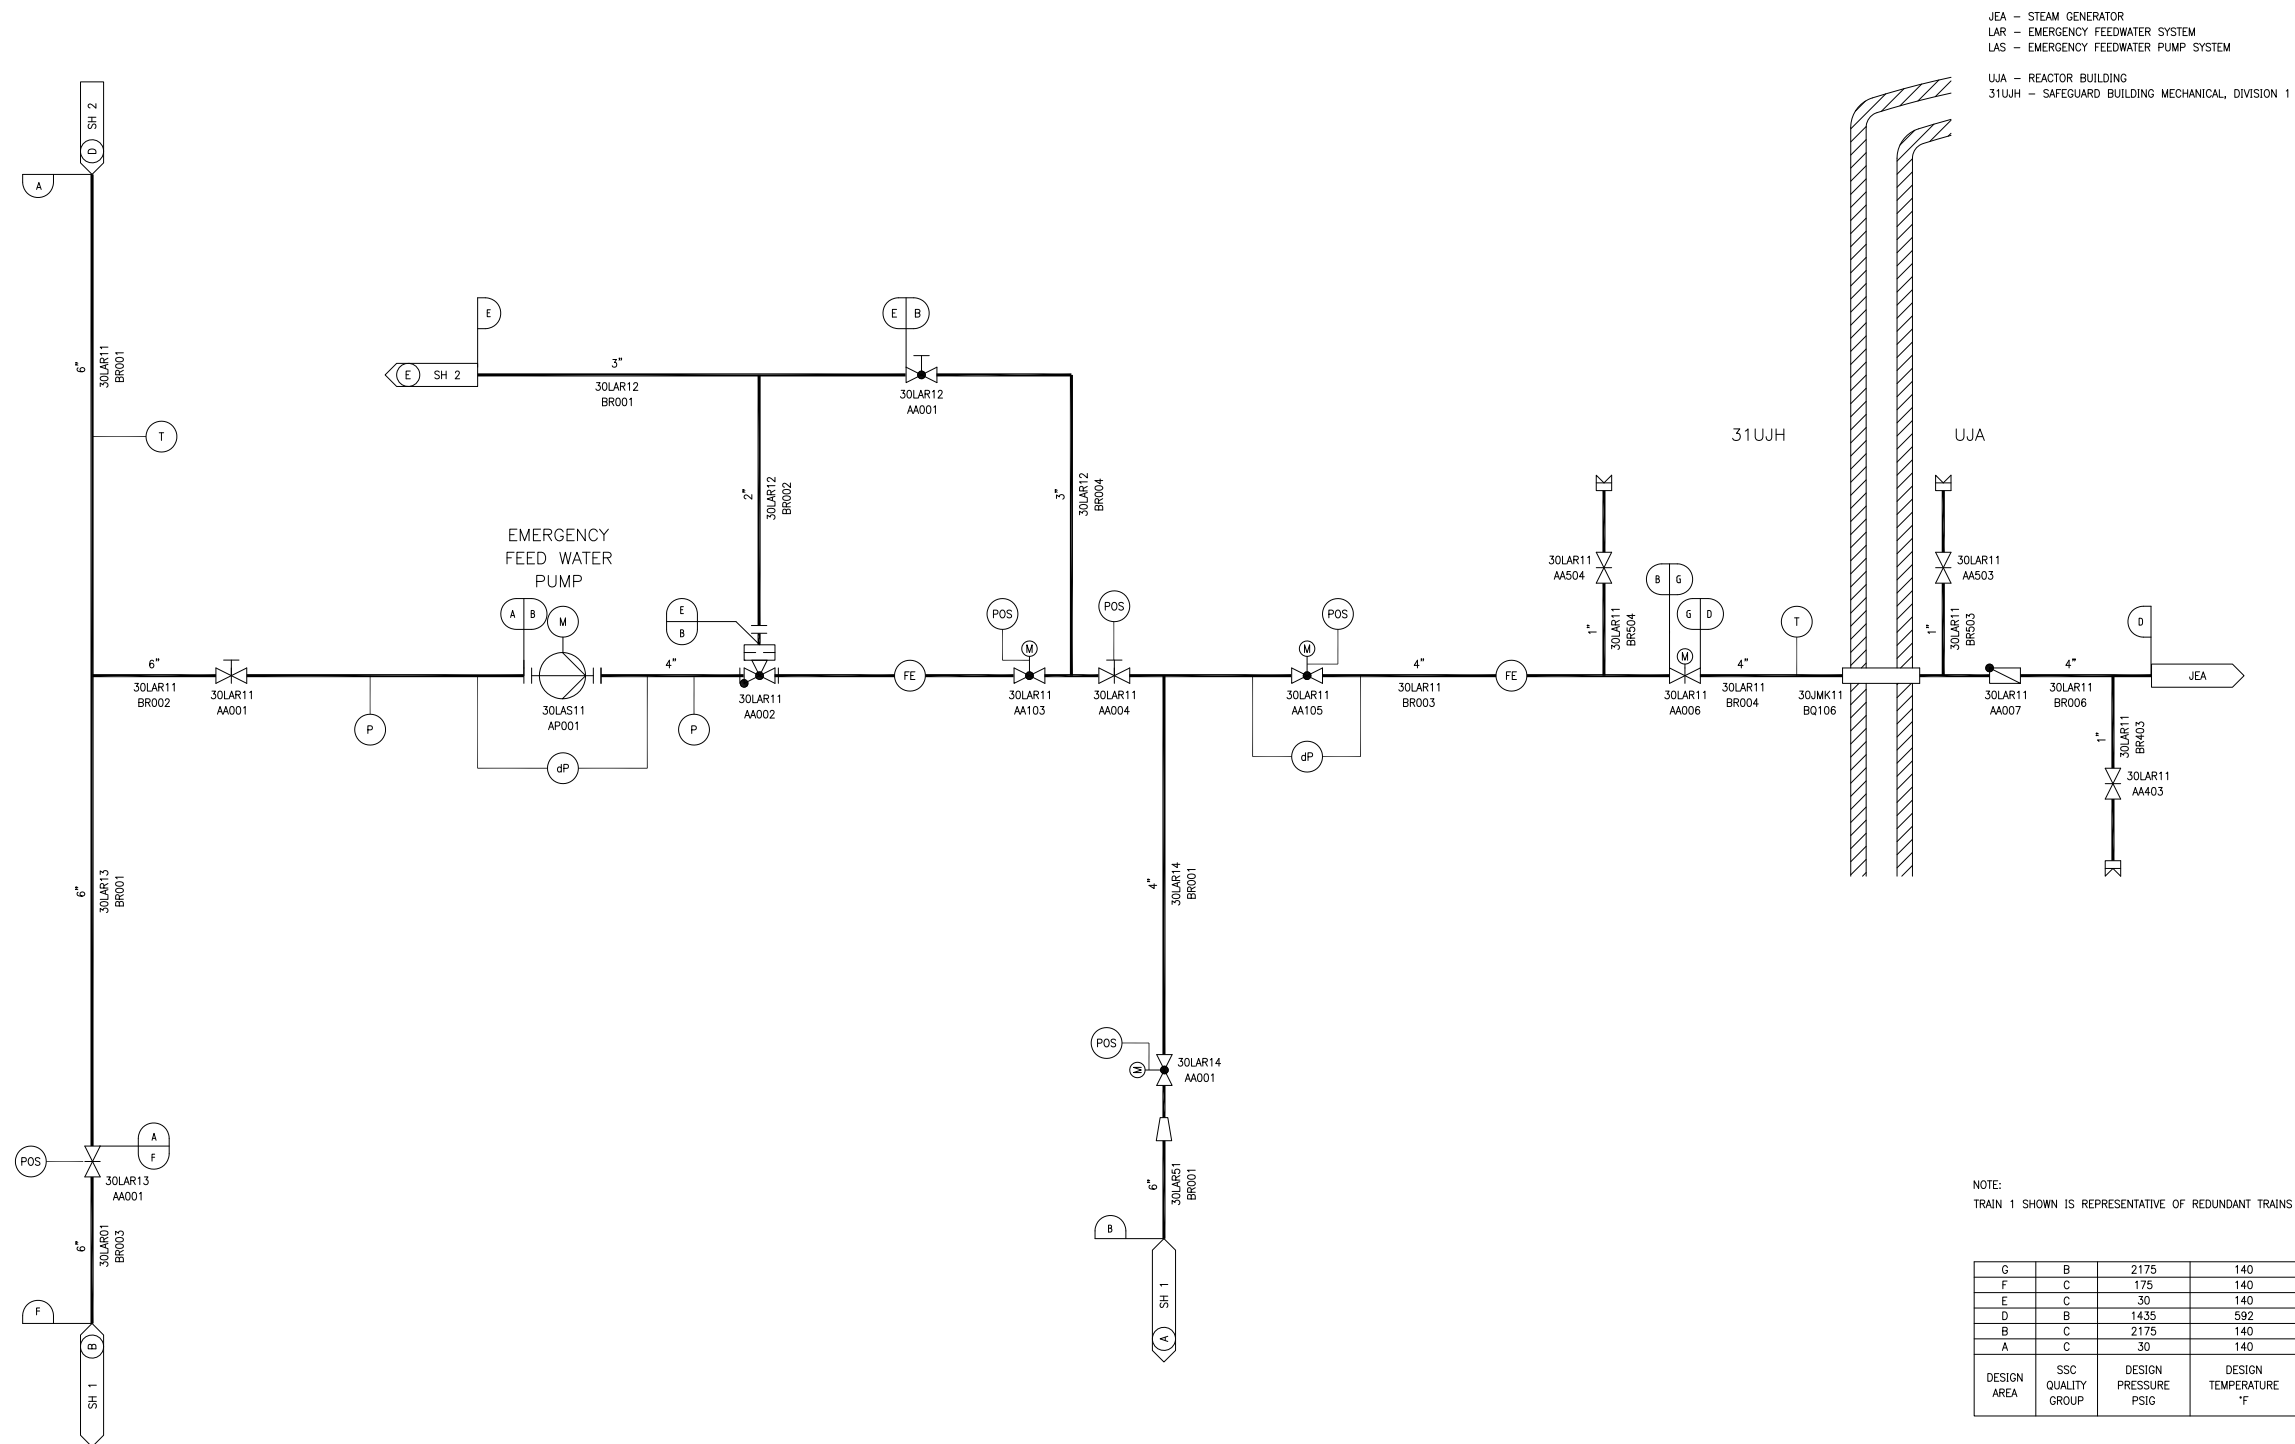 JEA – STEAM GENERATOR
LAR – EMERGENCY FEEDWATER SYSTEM
LAS – EMERGENCY FEEDWATER PUMP SYSTEM
UJA – REACTOR BUILDING
31UJH – SAFEGUARD BUILDING MECHANICAL, DIVISION 1
SH 2
D
A
6"
30LAR11
BR001
T
E
E
SH 2
3"
30LAR12
BR001
E
B
30LAR12
AA001
2"
30LAR12
BR002
3"
30LAR12
BR004
31UJH
UJA
EMERGENCY
FEED WATER
PUMP
A
B
M
E
B
POS
M
POS
POS
M
30LAR11
AA504
1"
30LAR11
BR504
B
G
G
D
M
T
30LAR11
AA503
1"
30LAR11
BR503
D
6"
30LAR11
BR002
30LAR11
AA001
P
30LAS11
AP001
dP
4"
P
30LAR11
AA002
FE
30LAR11
AA103
30LAR11
AA004
30LAR11
AA105
dP
4"
30LAR11
BR003
FE
30LAR11
AA006
4"
30LAR11
BR004
30JMK11
BQ106
30LAR11
AA007
4"
30LAR11
BR006
JEA
1"
30LAR11
BR403
30LAR11
AA403
6"
30LAR13
BR001
4"
30LAR14
BR001
POS
M
30LAR14
AA001
POS
A
F
30LAR13
AA001
6"
30LAR01
BR003
6"
30LAR51
BR001
B
SH 1
A
F
B
SH 1
NOTE:
TRAIN 1 SHOWN IS REPRESENTATIVE OF REDUNDANT TRAINS
G B 2175 140
F C 175 140
E C 30 140
D B 1435 592
B C 2175 140
A C 30 140
DESIGN AREA
SSC QUALITY GROUP
DESIGN PRESSURE PSIG
DESIGN TEMPERATURE °F